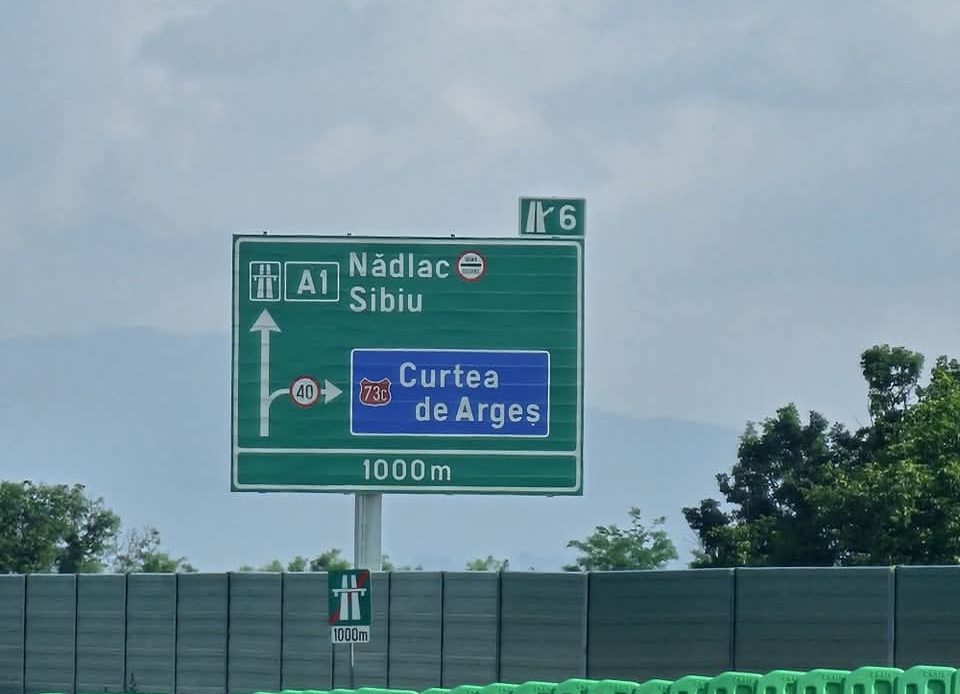 6
A1
Nădlac
Sibiu
40
73C
Curtea
de Argeș
1000m
1000m